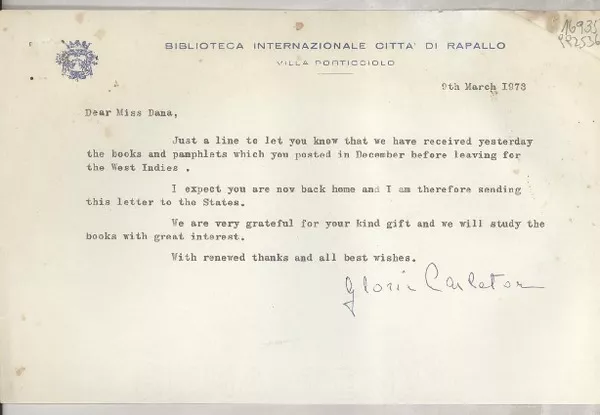 BIBLIOTECA INTERNAZIONALE CITTA' DI RAPALLO
VILLA PORTICCIOLO
9th March 1973
Dear Miss Dana,
Just a line to let you know that we have received yesterday
the books and pamphlets which you posted in December before leaving for
the West Indies .
I expect you are now back home and I am therefore sending
this letter to the States.
We are very grateful for your kind gift and we will study the
books with great interest.
With renewed thanks and all best wishes.
Gloria Carleton